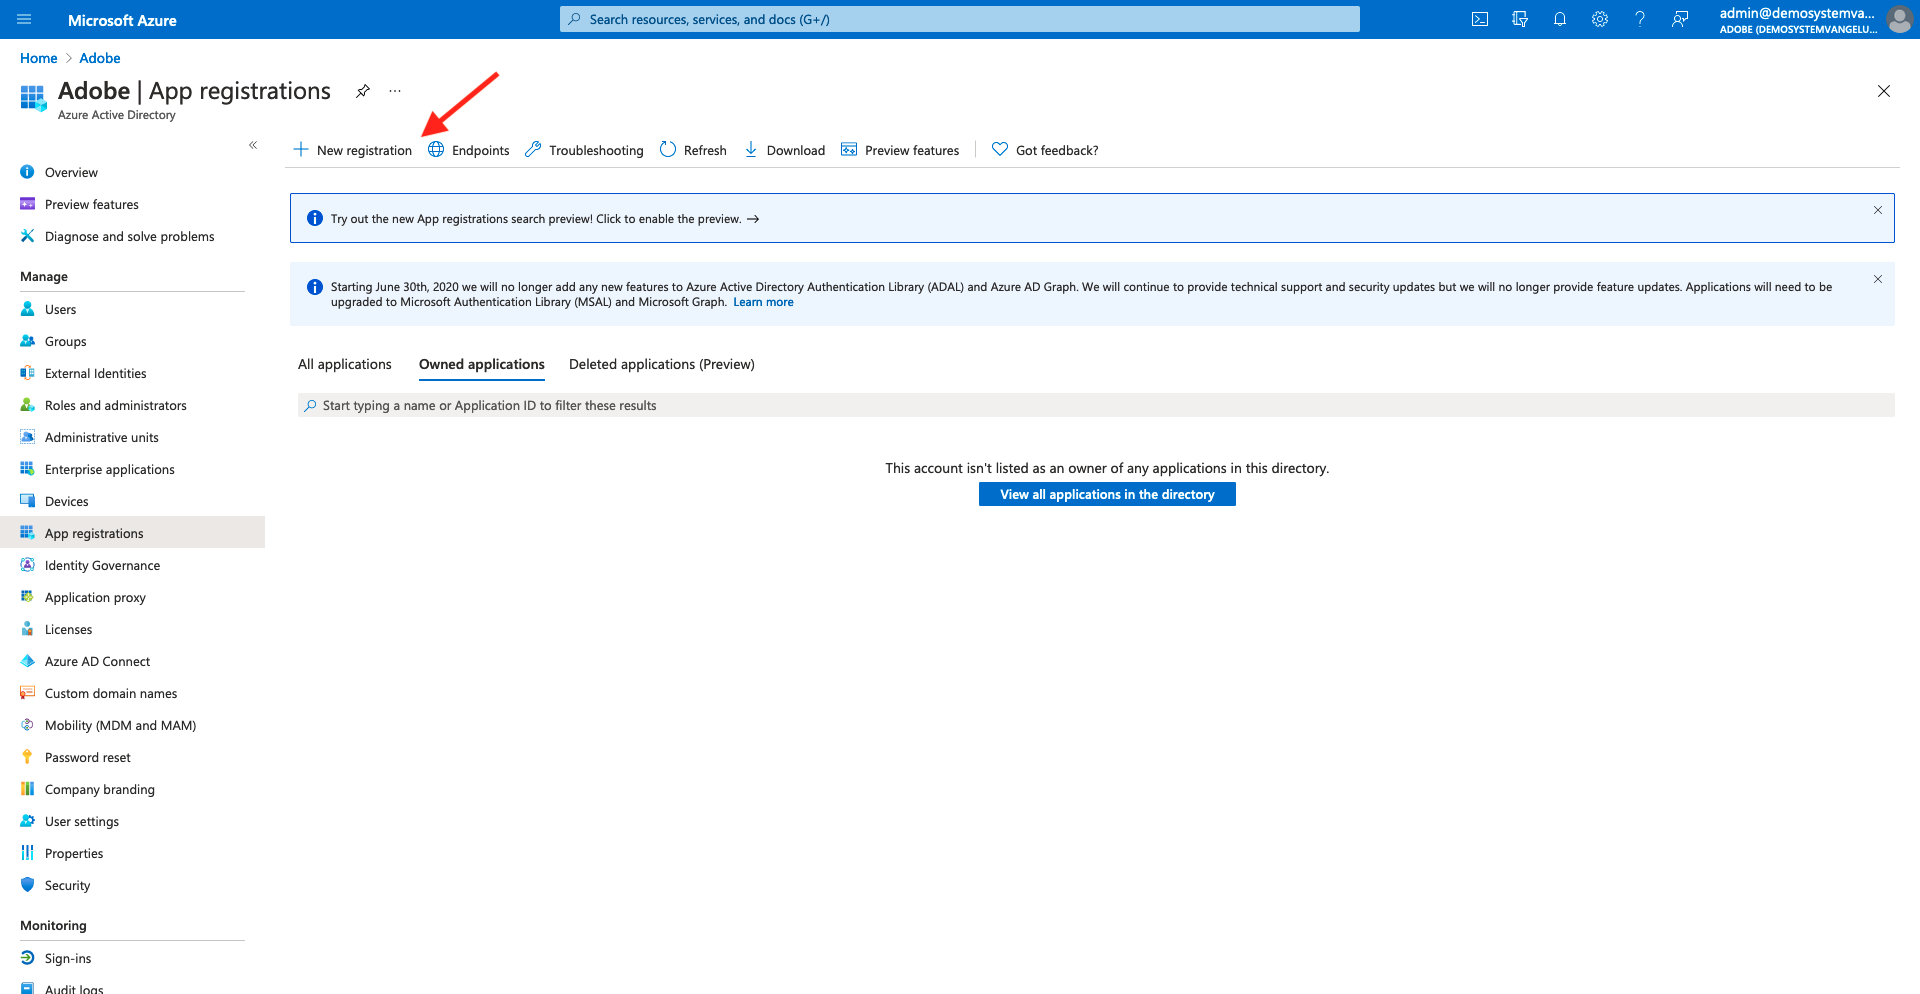 Microsoft Azure
Search resources, services, and docs (G+/)
admin@demosystemva...
ADOBE (DEMOSYSTEMVANGELU...
Home > Adobe
Adobe | App registrations
Azure Active Directory
New registration
Endpoints
Troubleshooting
Refresh
Download
Preview features
Got feedback?
Overview
Preview features
Diagnose and solve problems
Manage
Users
Groups
External Identities
Roles and administrators
Administrative units
Enterprise applications
Devices
App registrations
Identity Governance
Application proxy
Licenses
Azure AD Connect
Custom domain names
Mobility (MDM and MAM)
Password reset
Company branding
User settings
Properties
Security
Monitoring
Sign-ins
Audit logs
Try out the new App registrations search preview! Click to enable the preview. →
Starting June 30th, 2020 we will no longer add any new features to Azure Active Directory Authentication Library (ADAL) and Azure AD Graph. We will continue to provide technical support and security updates but we will no longer provide feature updates. Applications will need to be
upgraded to Microsoft Authentication Library (MSAL) and Microsoft Graph. Learn more
All applications
Owned applications
Deleted applications (Preview)
Start typing a name or Application ID to filter these results
This account isn't listed as an owner of any applications in this directory.
View all applications in the directory